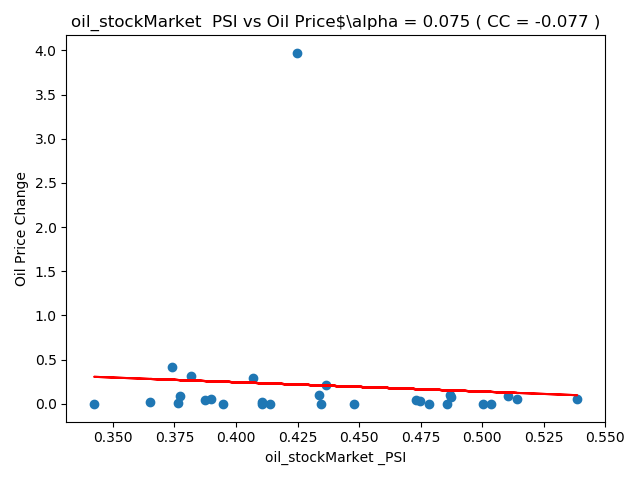 oil_stockMarket  PSI vs Oil Price$\alpha = 0.075 ( CC = -0.077 )
Oil Price Change
4.0
3.5
3.0
2.5
2.0
1.5
1.0
0.5
0.0
0.350 0.375 0.400 0.425 0.450 0.475 0.500 0.525 0.550
oil_stockMarket _PSI